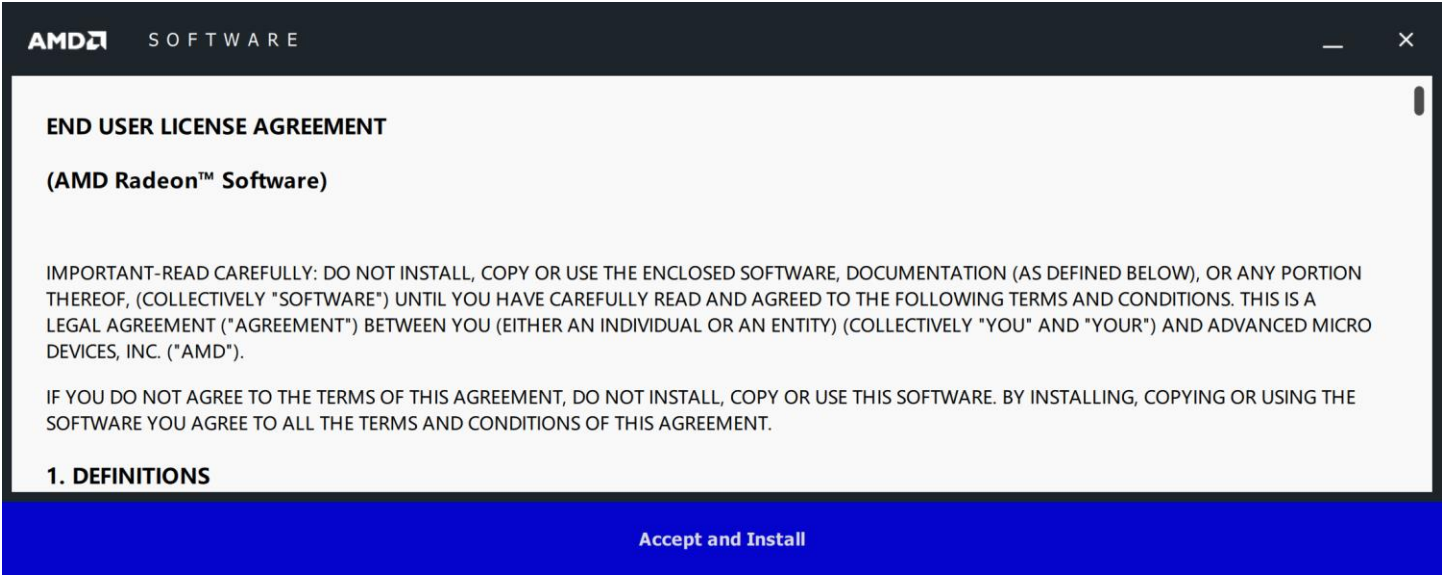 AMD SOFTWARE
END USER LICENSE AGREEMENT
(AMD Radeon™ Software)
IMPORTANT-READ CAREFULLY: DO NOT INSTALL, COPY OR USE THE ENCLOSED SOFTWARE, DOCUMENTATION (AS DEFINED BELOW), OR ANY PORTION
THEREOF, (COLLECTIVELY "SOFTWARE") UNTIL YOU HAVE CAREFULLY READ AND AGREED TO THE FOLLOWING TERMS AND CONDITIONS. THIS IS A
LEGAL AGREEMENT ("AGREEMENT") BETWEEN YOU (EITHER AN INDIVIDUAL OR AN ENTITY) (COLLECTIVELY "YOU" AND "YOUR") AND ADVANCED MICRO
DEVICES, INC. ("AMD").
IF YOU DO NOT AGREE TO THE TERMS OF THIS AGREEMENT, DO NOT INSTALL, COPY OR USE THIS SOFTWARE. BY INSTALLING, COPYING OR USING THE
SOFTWARE YOU AGREE TO ALL THE TERMS AND CONDITIONS OF THIS AGREEMENT.
1. DEFINITIONS
Accept and Install